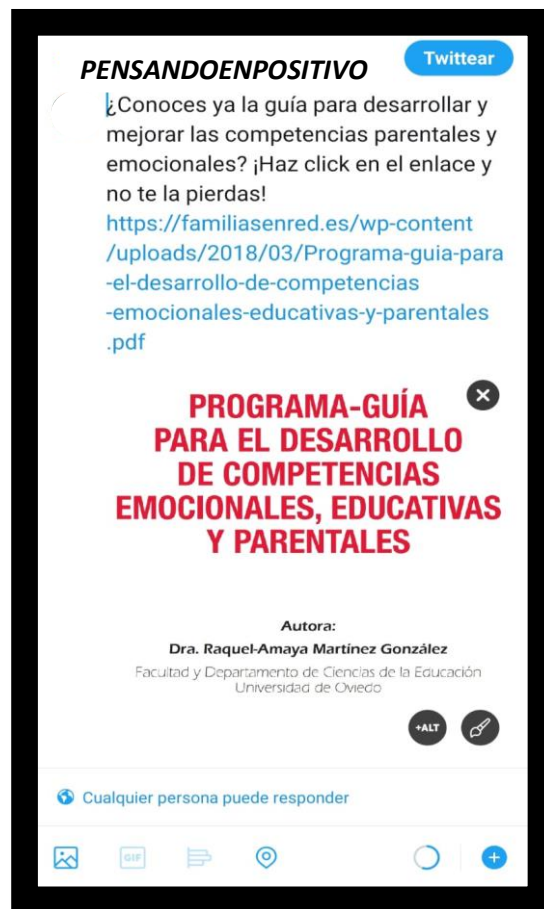 PENSANDOENPOSITIVO
Twittear
¿Conoces ya la guía para desarrollar y
mejorar las competencias parentales y
emocionales? ¡Haz click en el enlace y
no te la pierdas!
https://familiasenred.es/wp-content
/uploads/2018/03/Programa-guia-para
-el-desarrollo-de-competencias
-emocionales-educativas-y-parentales
.pdf
PROGRAMA-GUÍA
PARA EL DESARROLLO
DE COMPETENCIAS
EMOCIONALES, EDUCATIVAS
Y PARENTALES
Autora:
Dra. Raquel-Amaya Martínez González
Facultad y Departamento de Ciencias de la Educación
Universidad de Oviedo
+ALT
Cualquier persona puede responder
GIF